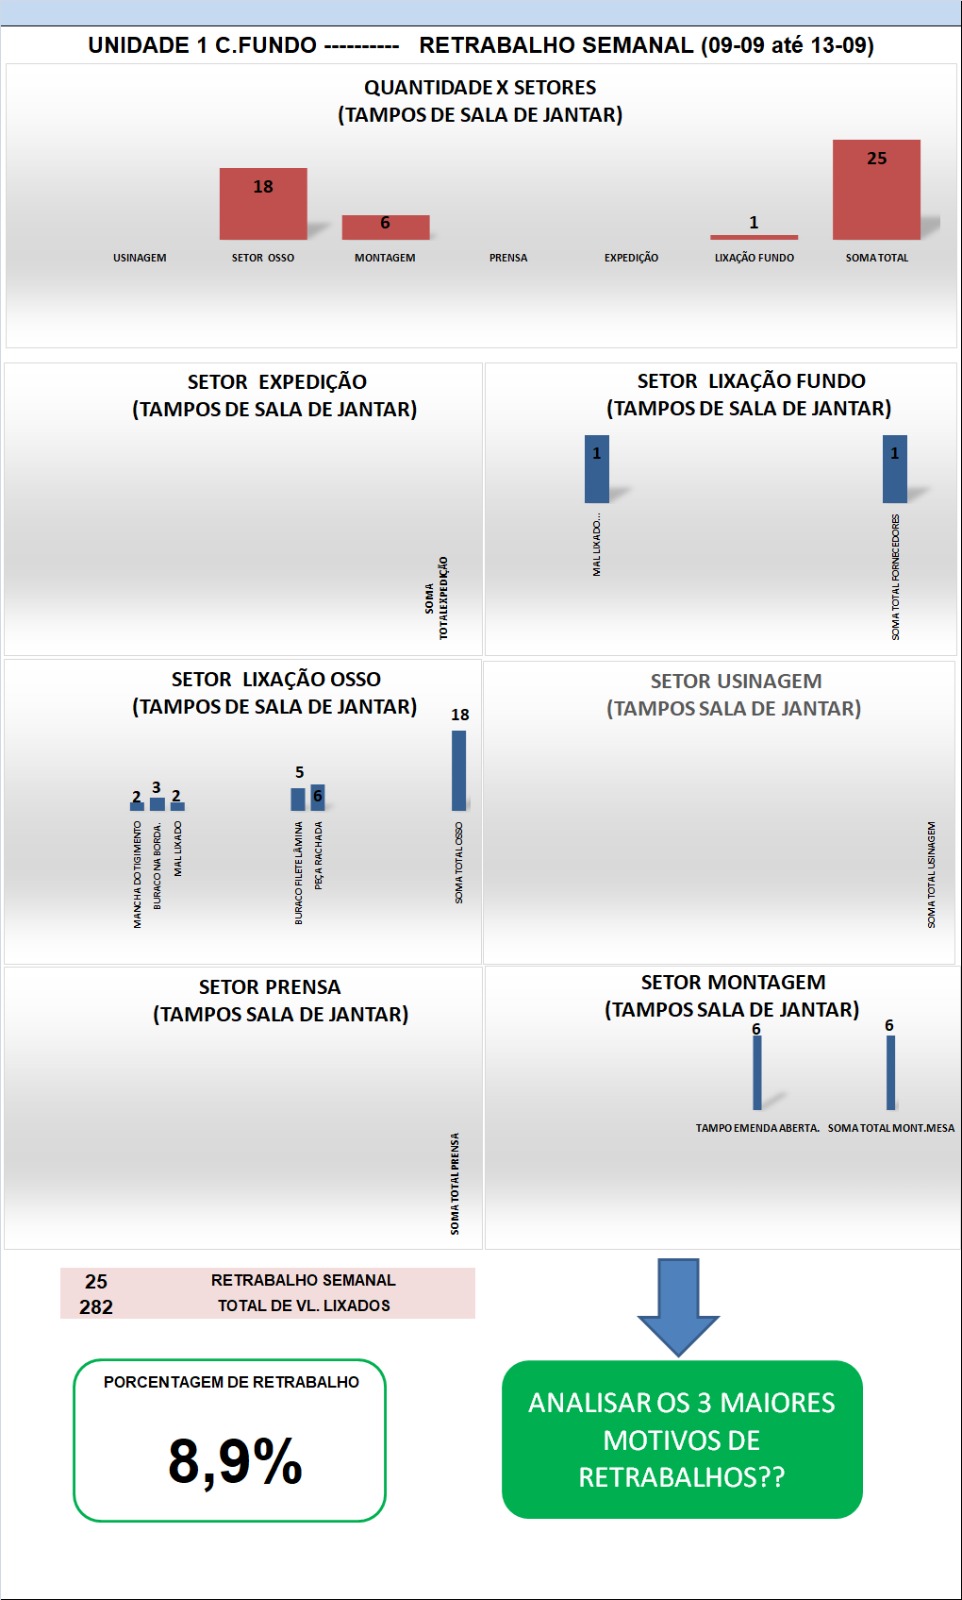 UNIDADE 1 C.FUNDO ---------- RETRABALHO SEMANAL (09-09 até 13-09)
QUANTIDADE X SETORES
(TAMPOS DE SALA DE JANTAR)
18
6
1
25
USINAGEM
SETOR OSSO
MONTAGEM
PRENSA
EXPEDIÇÃO
LIXAÇÃO FUNDO
SOMA TOTAL
SETOR EXPEDIÇÃO
(TAMPOS DE SALA DE JANTAR)
SOMA
TOTALEXPEDIÇÃO
SETOR LIXAÇÃO FUNDO
(TAMPOS DE SALA DE JANTAR)
1
1
MAL LIXADO...
SOMA TOTAL FORNECEDORES
SETOR LIXAÇÃO OSSO
(TAMPOS DE SALA DE JANTAR)
2
3
2
5
6
18
MANCHA DO TIGIMENTO
BURACO NA BORDA.
MAL LIXADO
BURACO FILETE LÂMINA
PEÇA RACHADA
SOMA TOTAL OSSO
SETOR USINAGEM
(TAMPOS SALA DE JANTAR)
SOMA TOTAL USINAGEM
SETOR PRENSA
(TAMPOS SALA DE JANTAR)
SOMA TOTAL PRENSA
SETOR MONTAGEM
(TAMPOS SALA DE JANTAR)
6
6
TAMPO EMENDA ABERTA.
SOMA TOTAL MONT.MESA
25 RETRABALHO SEMANAL
282 TOTAL DE VL. LIXADOS
PORCENTAGEM DE RETRABALHO
8,9%
ANALISAR OS 3 MAIORES
MOTIVOS DE
RETRABALHOS??